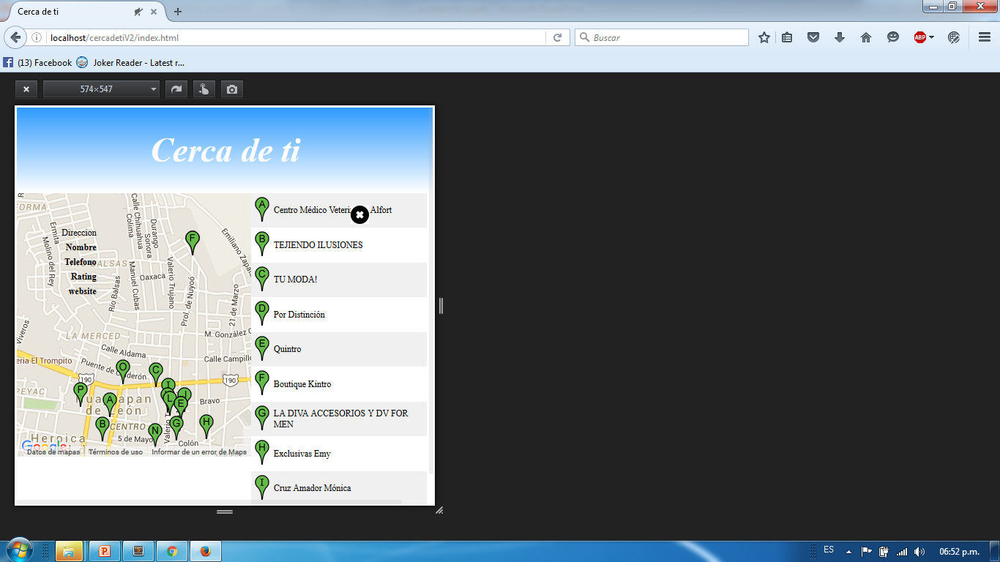 Cerca de ti
localhost/cercadetiV2/index.html
Buscar
ABP
(13) Facebook
Joker Reader - Latest r...
574×547
Cerca de ti
FORMA
Ermita
Molino del Rey
Calle Chihuahua
Colima
Durango
Sonora
Emiliano Zapata
F
Direccion
Nombre
Telefono
Rating
website
BALSAS
Oaxaca
Manuel Cubas
Valerio Trujano
Río Balsas
Prol. de Nuyoó
21 de Marzo
Viveros
LA MERCED
M. González
Calle Aldama
Calle Campillo
eria El Trompito
Puente de Calderón
O
C
190
190
P
I
J
L
E
A
PEYAC
Huajuapan
de León
Bravo
B
CENTRO
N
G
H
5 de Mayo
Valerio T
Colón
Heroica
Google
Datos de mapas
Términos de uso
Informar de un error de Maps
A
Centro Médico Veteri
Alfort
B
TEJIENDO ILUSIONES
C
TU MODA!
D
Por Distinción
E
Quintro
F
Boutique Kintro
G
LA DIVA ACCESORIOS Y DV FOR
MEN
H
Exclusivas Emy
I
Cruz Amador Mónica
ES
06:52 p.m.